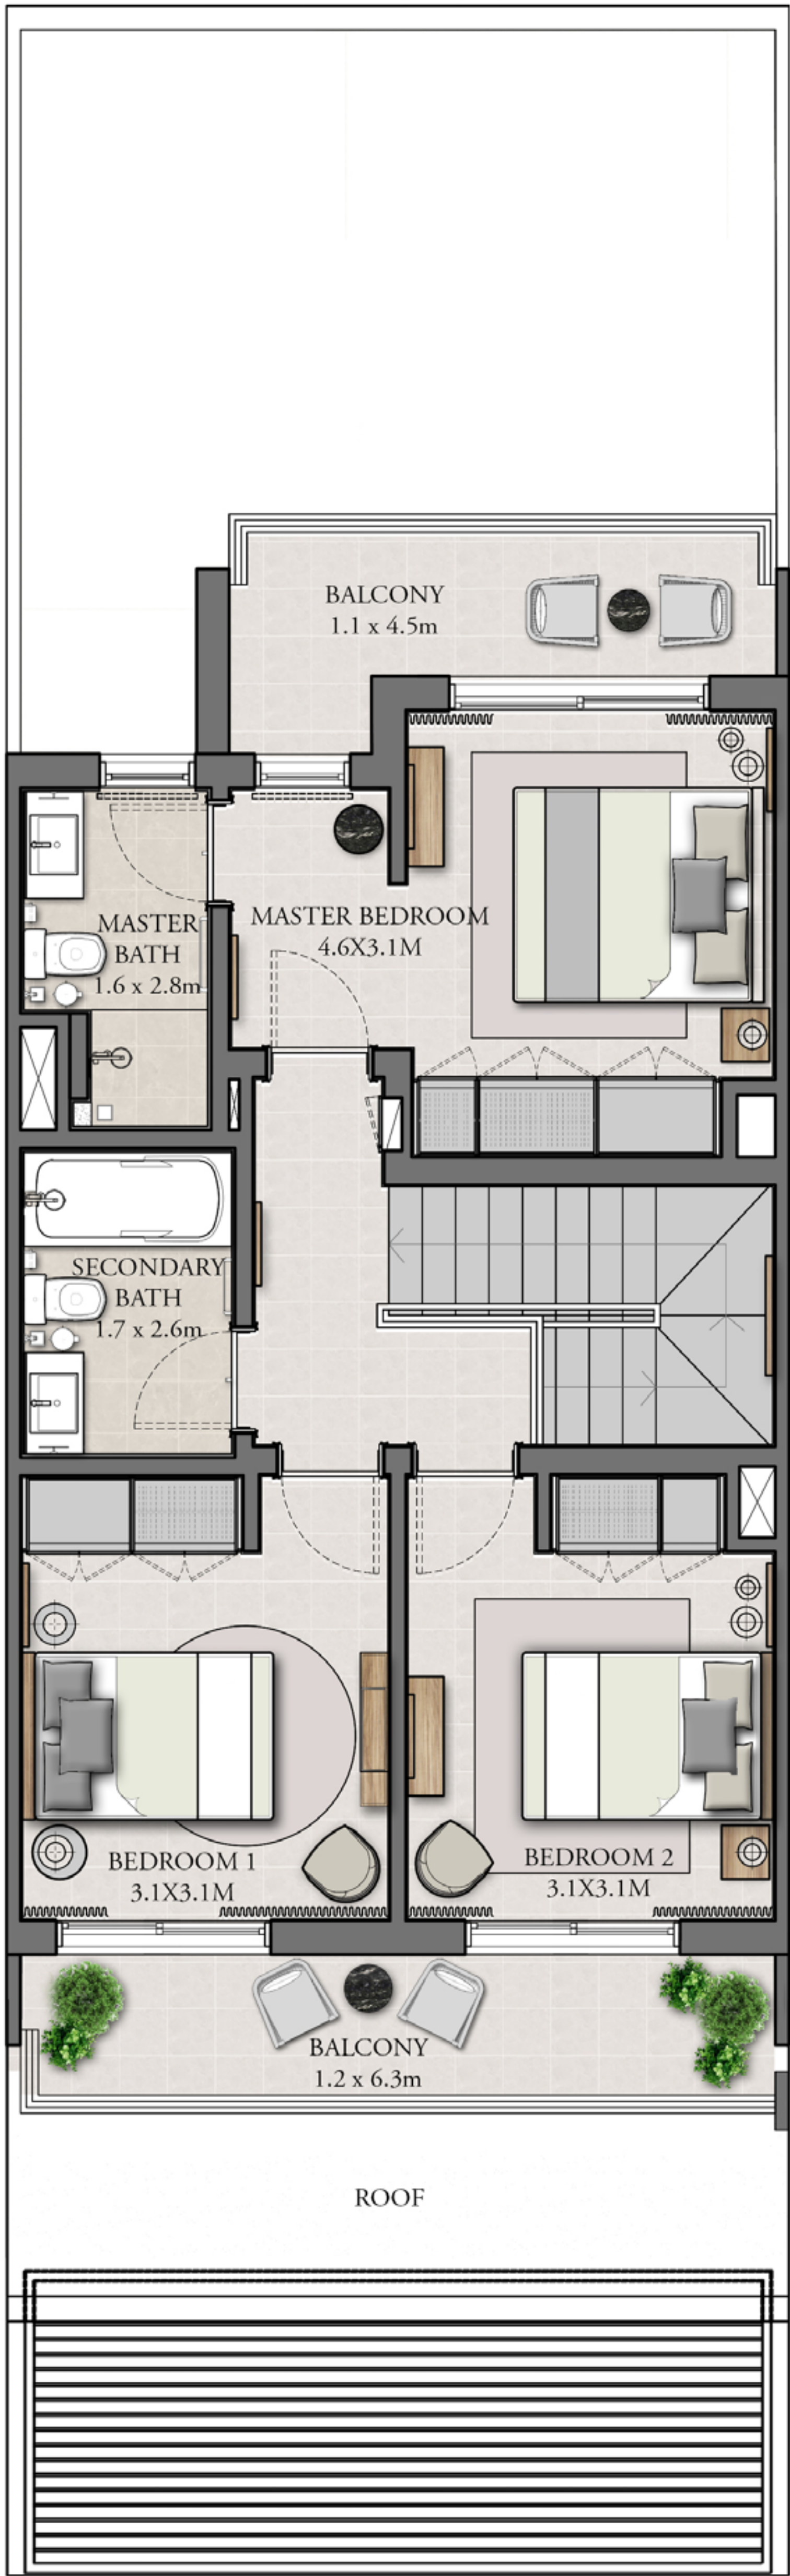 BALCONY
1.1 x 4.5m
MASTER
BATH
1.6 x 2.8m
MASTER BEDROOM
4.6X3.1M
SECONDARY
BATH
1.7 x 2.6m
BEDROOM 1
3.1X3.1M
BEDROOM 2
3.1X3.1M
BALCONY
1.2 x 6.3m
ROOF